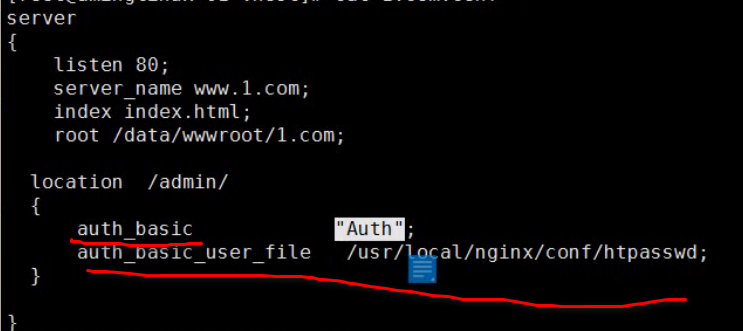 server
{
listen 80;
server_name www.1.com;
index index.html;
root /data/wwwroot/1.com;
location /admin/
{
auth_basic "Auth";
auth_basic_user_file /usr/local/nginx/conf/htpasswd;
}
}